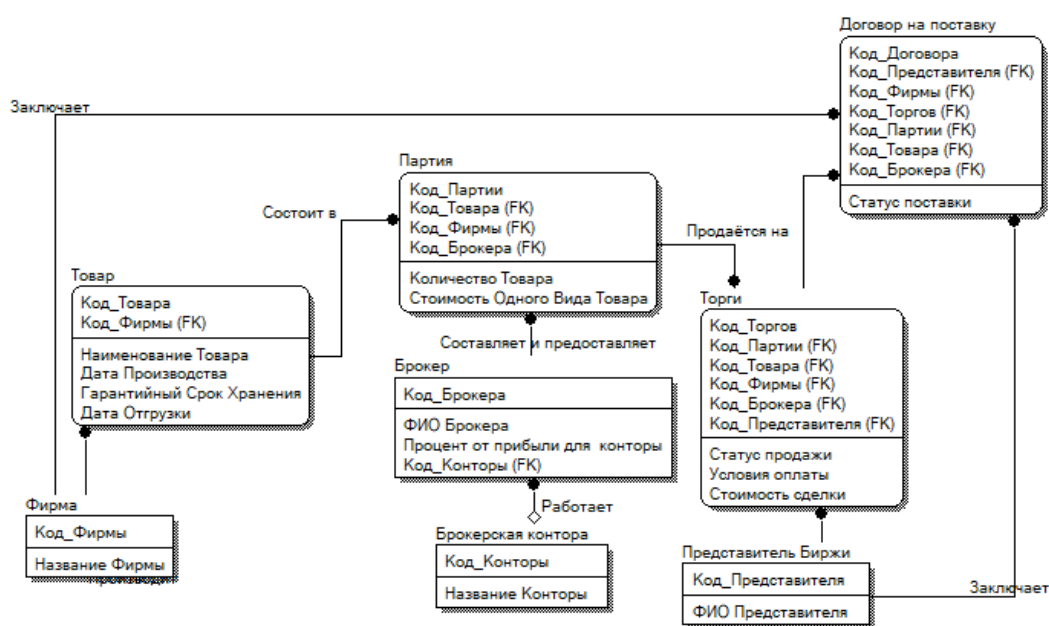 Договор на поставку
Код_Договора
Код_Представителя (FK)
Код_Фирмы (FK)
Код_Торгов (FK)
Код_Партии (FK)
Код_Товара (FK)
Код_Брокера (FK)
Статус поставки
Заключает
Партия
Код_Партии
Код_Товара (FK)
Код_Фирмы (FK)
Код_Брокера (FK)
Количество Товара
Стоимость Одного Вида Товара
Состоит в
Продаётся на
Товар
Код_Товара
Код_Фирмы (FK)
Наименование Товара
Дата Производства
Гарантийный Срок Хранения
Дата Отгрузки
Составляет и предоставляет
Брокер
Код_Брокера
ФИО Брокера
Процент от прибыли для конторы
Код_Конторы (FK)
Торги
Код_Торгов
Код_Партии (FK)
Код_Товара (FK)
Код_Фирмы (FK)
Код_Брокера (FK)
Код_Представителя (FK)
Статус продажи
Условия оплаты
Стоимость сделки
Фирма
Код_Фирмы
Название Фирмы
Работает
Брокерская контора
Код_Конторы
Название Конторы
Представитель Биржи
Код_Представителя
ФИО Представителя
Заключает